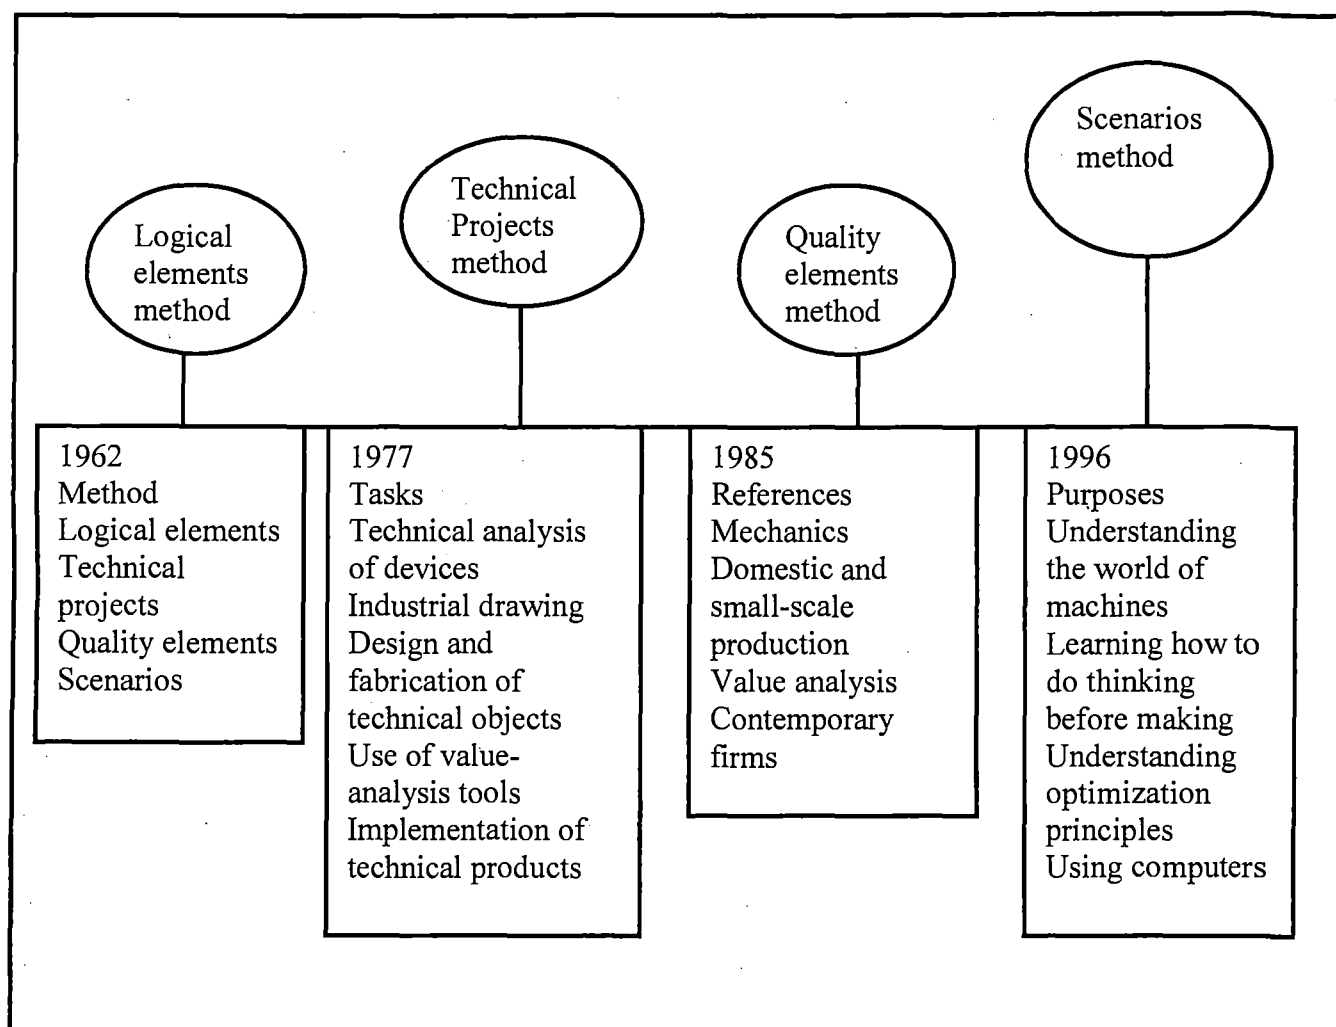 Logical
elements
method
Technical
Projects
method
Quality
elements
method
Scenarios
method
1962
Method
Logical elements
Technical
projects
Quality elements
Scenarios
1977
Tasks
Technical analysis
of devices
Industrial drawing
Design and
fabrication of
technical objects
Use of value-
analysis tools
Implementation of
technical products
1985
References
Mechanics
Domestic and
small-scale
production
Value analysis
Contemporary
firms
1996
Purposes
Understanding
the world of
machines
Learning how to
do thinking
before making
Understanding
optimization
principles
Using computers